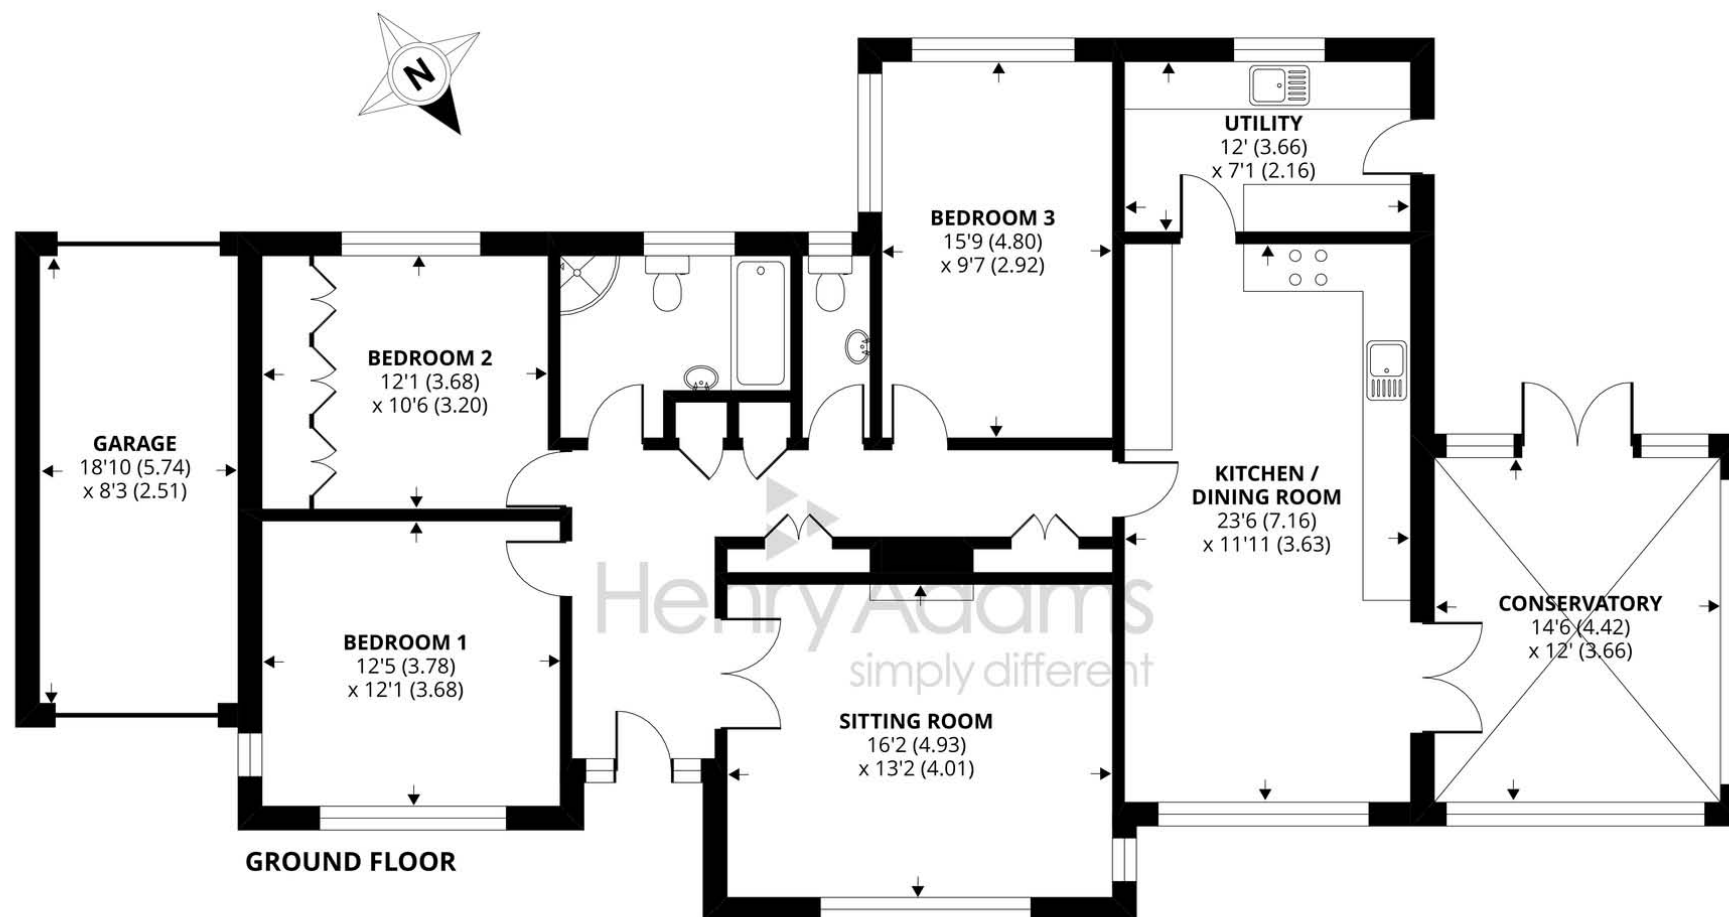 N
UTILITY
12' (3.66)
x 7'1 (2.16)
BEDROOM 3
15'9 (4.80)
x 9'7 (2.92)
BEDROOM 2
12'1 (3.68)
x 10'6 (3.20)
GARAGE
18'10 (5.74)
x 8'3 (2.51)
KITCHEN /
DINING ROOM
23'6 (7.16)
x 11'11 (3.63)
BEDROOM 1
12'5 (3.78)
x 12'1 (3.68)
Henry Adams
simply different
CONSERVATORY
14'6 (4.42)
x 12' (3.66)
SITTING ROOM
16'2 (4.93)
x 13'2 (4.01)
GROUND FLOOR